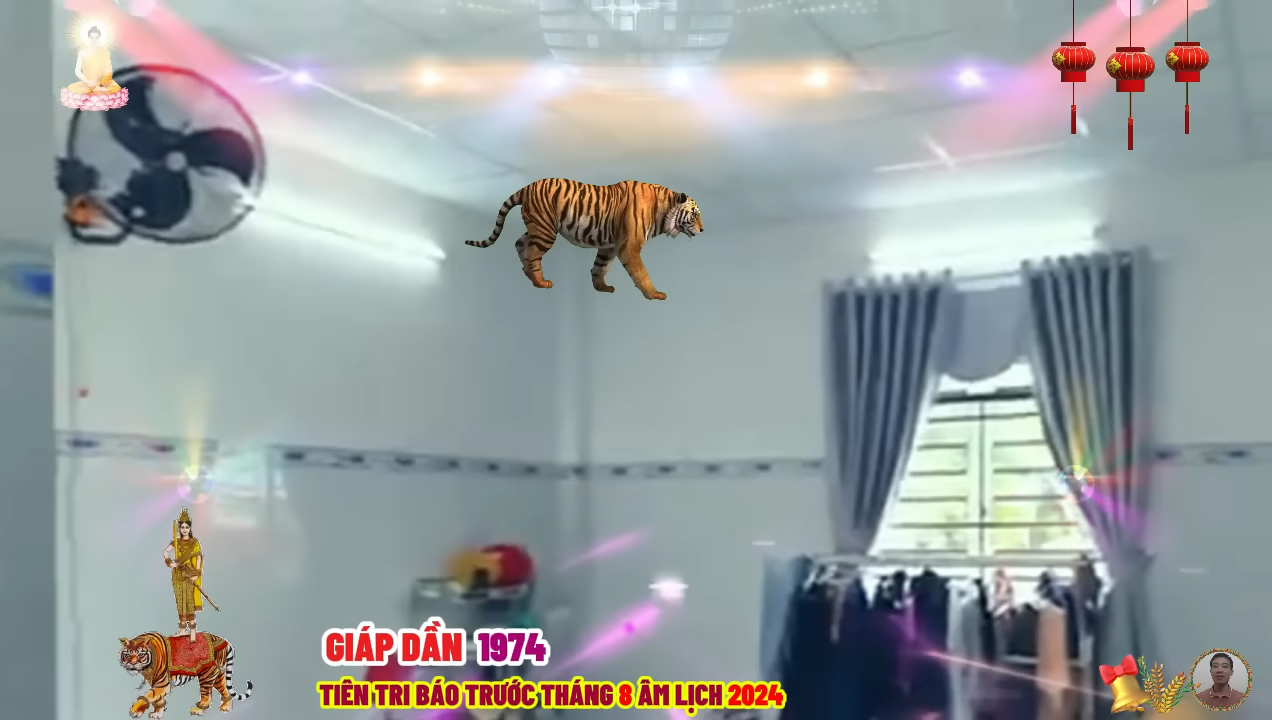 GIÁP DẦN 1974
TIÊN TRI BÁO TRƯỚC THÁNG 8 ÂM LỊCH 2024